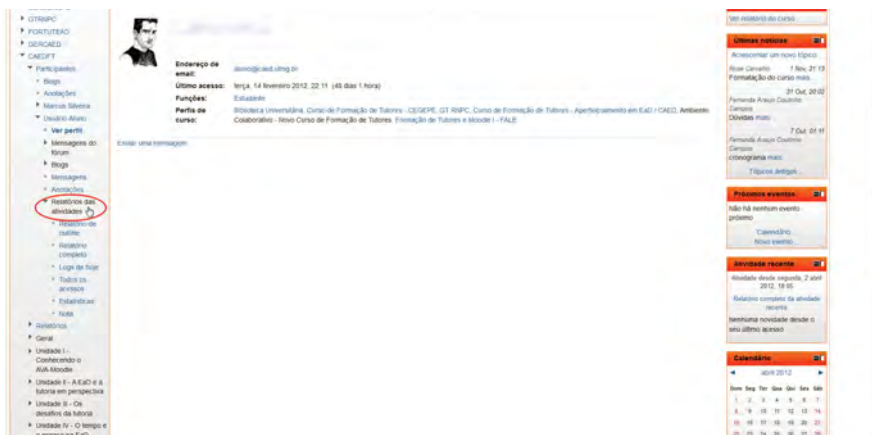 GTRNPC
PORTUTEAD
GERCAED
CAEDFT
Participantes
Blogs
Anotações
Marcus Silveira
Usuário Aluno
Ver perfil
Mensagens do
fórum
Blogs
Mensagens
Anotações
Relatórios das
atividades
Relatório de
outline
Relatório
completo
Logs de hoje
Todos os
acessos
Estatísticas
Nota
Relatórios
Geral
Unidade I -
Conhecendo o
AVA-Moodle
Unidade II - A EaD e a
tutoria em perspectiva
Unidade III - Os
desafios da tutoria
Unidade IV - O tempo e
Endereço de
email:
aluno@caed.ufmg.br
Último acesso: terça, 14 fevereiro 2012, 22:11 (48 dias 1 hora)
Funções: Estudante
Perfis de
curso:
Biblioteca Universitária, Curso de Formação de Tutores - CEGEPE, GT RNPC, Curso de Formação de Tutores - Aperfeiçoamento em EaD / CAED, Ambiente
Colaborativo - Novo Curso de Formação de Tutores, Formação de Tutores e Moodle I - FALE
Enviar uma mensagem
Ver relatório do curso
Últimas notícias
Acrescentar um novo tópico...
Rose Carvalho 1 Nov, 21:13
Formatação do curso mais...
31 Out, 20:02
Fernanda Araujo Coutinho
Campos
Dúvidas mais...
7 Out, 01:11
Fernanda Araujo Coutinho
Campos
cronograma mais...
Tópicos antigos ...
Próximos eventos
Não há nenhum evento
próximo
Calendário...
Novo evento...
Atividade recente
Atividade desde segunda, 2 abril
2012, 19:05
Relatório completo da atividade
recente
Nenhuma novidade desde o
seu último acesso
Calendário
abril 2012
Dom Seg Ter Qua Qui Sex Sáb
1 2 3 4 5 6 7
8 9 10 11 12 13 14
15 16 17 18 19 20 21
22 23 24 25 26 27 28